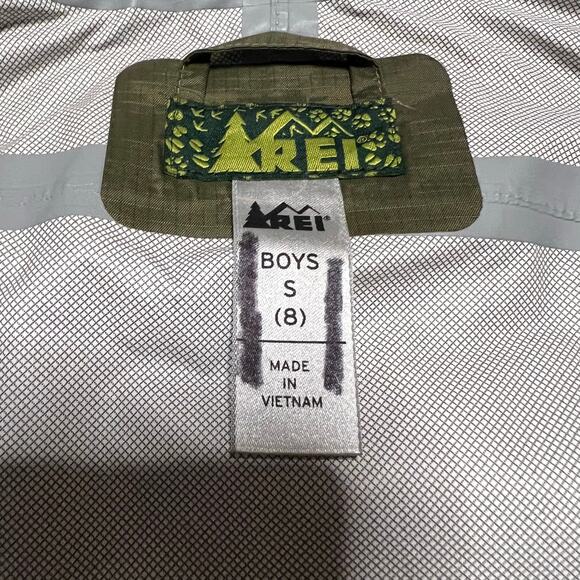 REI®
REI®
BOYS
S
(8)
MADE
IN
VIETNAM